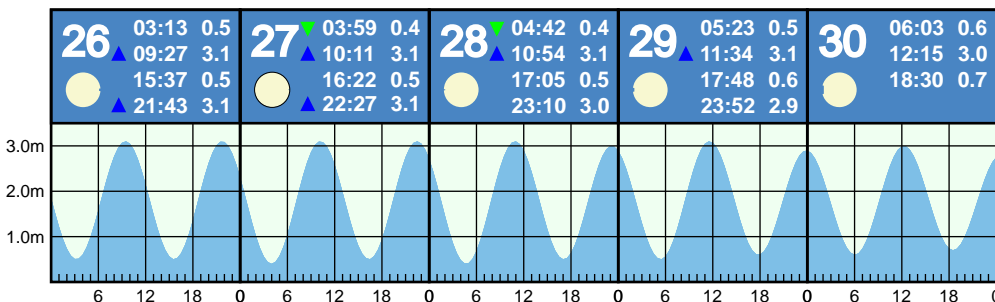 26 03:13 0.5 27 ▼ 03:59 0.4 28 ▼ 04:42 0.4 29 05:23 0.5 30 06:03 0.6
▲ 09:27 3.1 ▲ 10:11 3.1 ▲ 10:54 3.1 ▲ 11:34 3.1 12:15 3.0
15:37 0.5 16:22 0.5 17:05 0.5 17:48 0.6 18:30 0.7
▲ 21:43 3.1 ▲ 22:27 3.1 23:10 3.0 23:52 2.9
3.0m
2.0m
1.0m
6 12 18 0 6 12 18 0 6 12 18 0 6 12 18 0 6 12 18 0